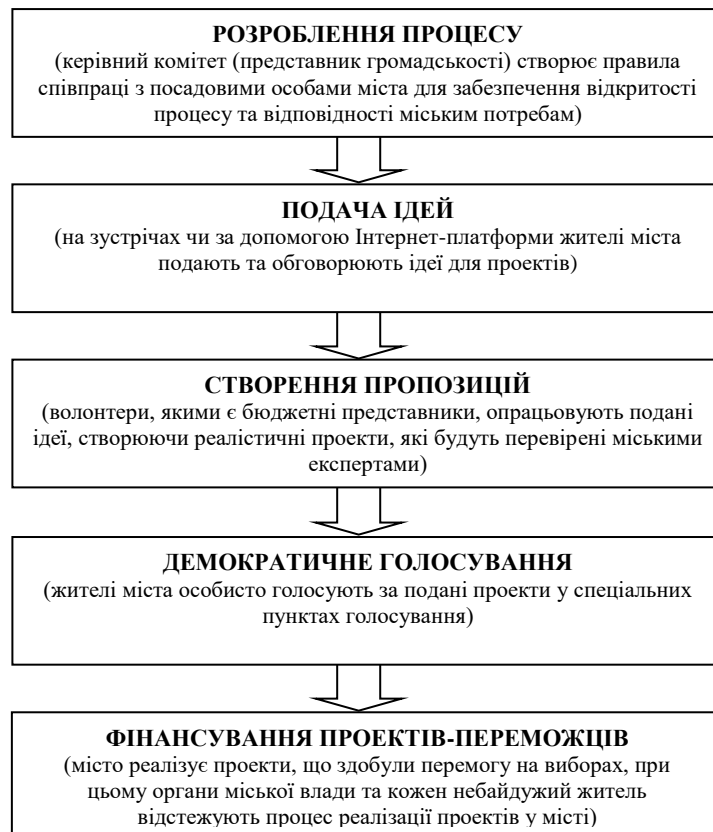 РОЗРОБЛЕННЯ ПРОЦЕСУ
(керівний комітет (представник громадськості) створює правила
співпраці з посадовими особами міста для забезпечення відкритості
процесу та відповідності міським потребам)
ПОДАЧА ІДЕЙ
(на зустрічах чи за допомогою Інтернет-платформи жителі міста
подають та обговорюють ідеї для проектів)
СТВОРЕННЯ ПРОПОЗИЦІЙ
(волонтери, якими є бюджетні представники, опрацьовують подані
ідеї, створюючи реалістичні проекти, які будуть перевірені міськими
експертами)
ДЕМОКРАТИЧНЕ ГОЛОСУВАННЯ
(жителі міста особисто голосують за подані проекти у спеціальних
пунктах голосування)
ФІНАНСУВАННЯ ПРОЕКТІВ-ПЕРЕМОЖЦІВ
(місто реалізує проекти, що здобули перемогу на виборах, при
цьому органи міської влади та кожен небайдужий житель
відстежують процес реалізації проектів у місті)